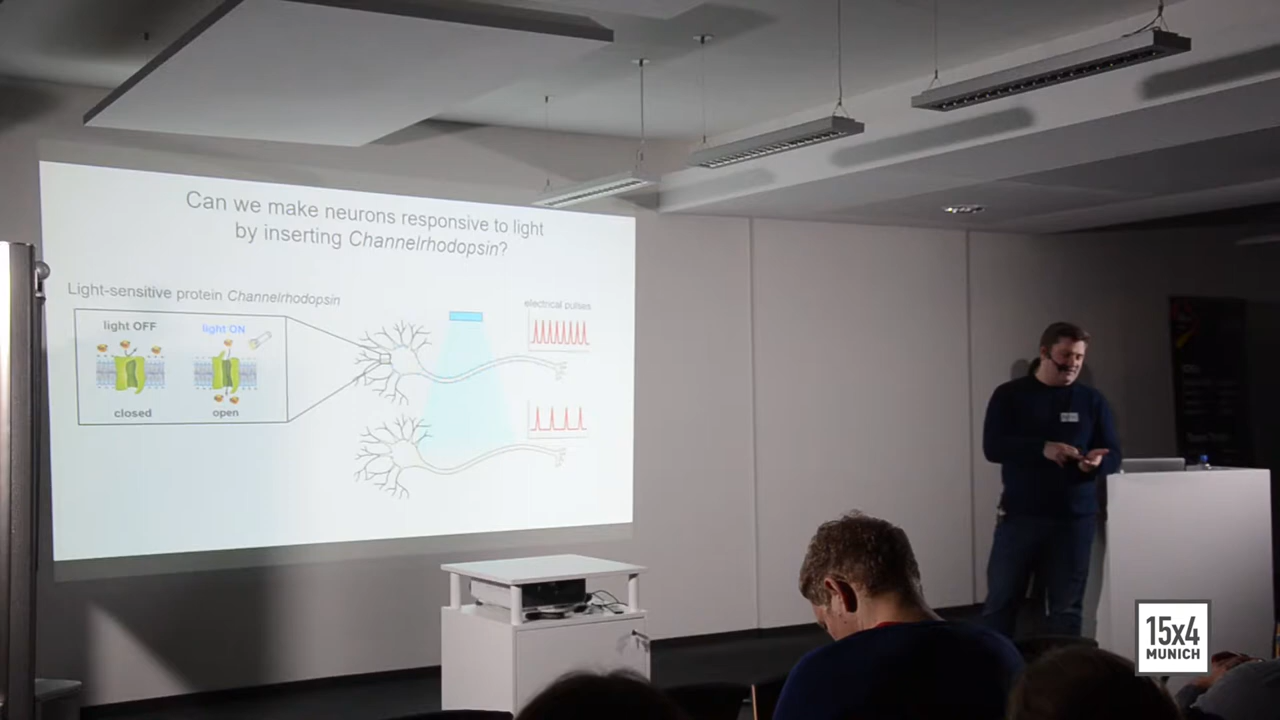 Can we make neurons responsive to light
by inserting Channelrhodopsin?
Light-sensitive protein Channelrhodopsin
light OFF
light ON
closed
open
electrical pulses
15x4
MUNICH